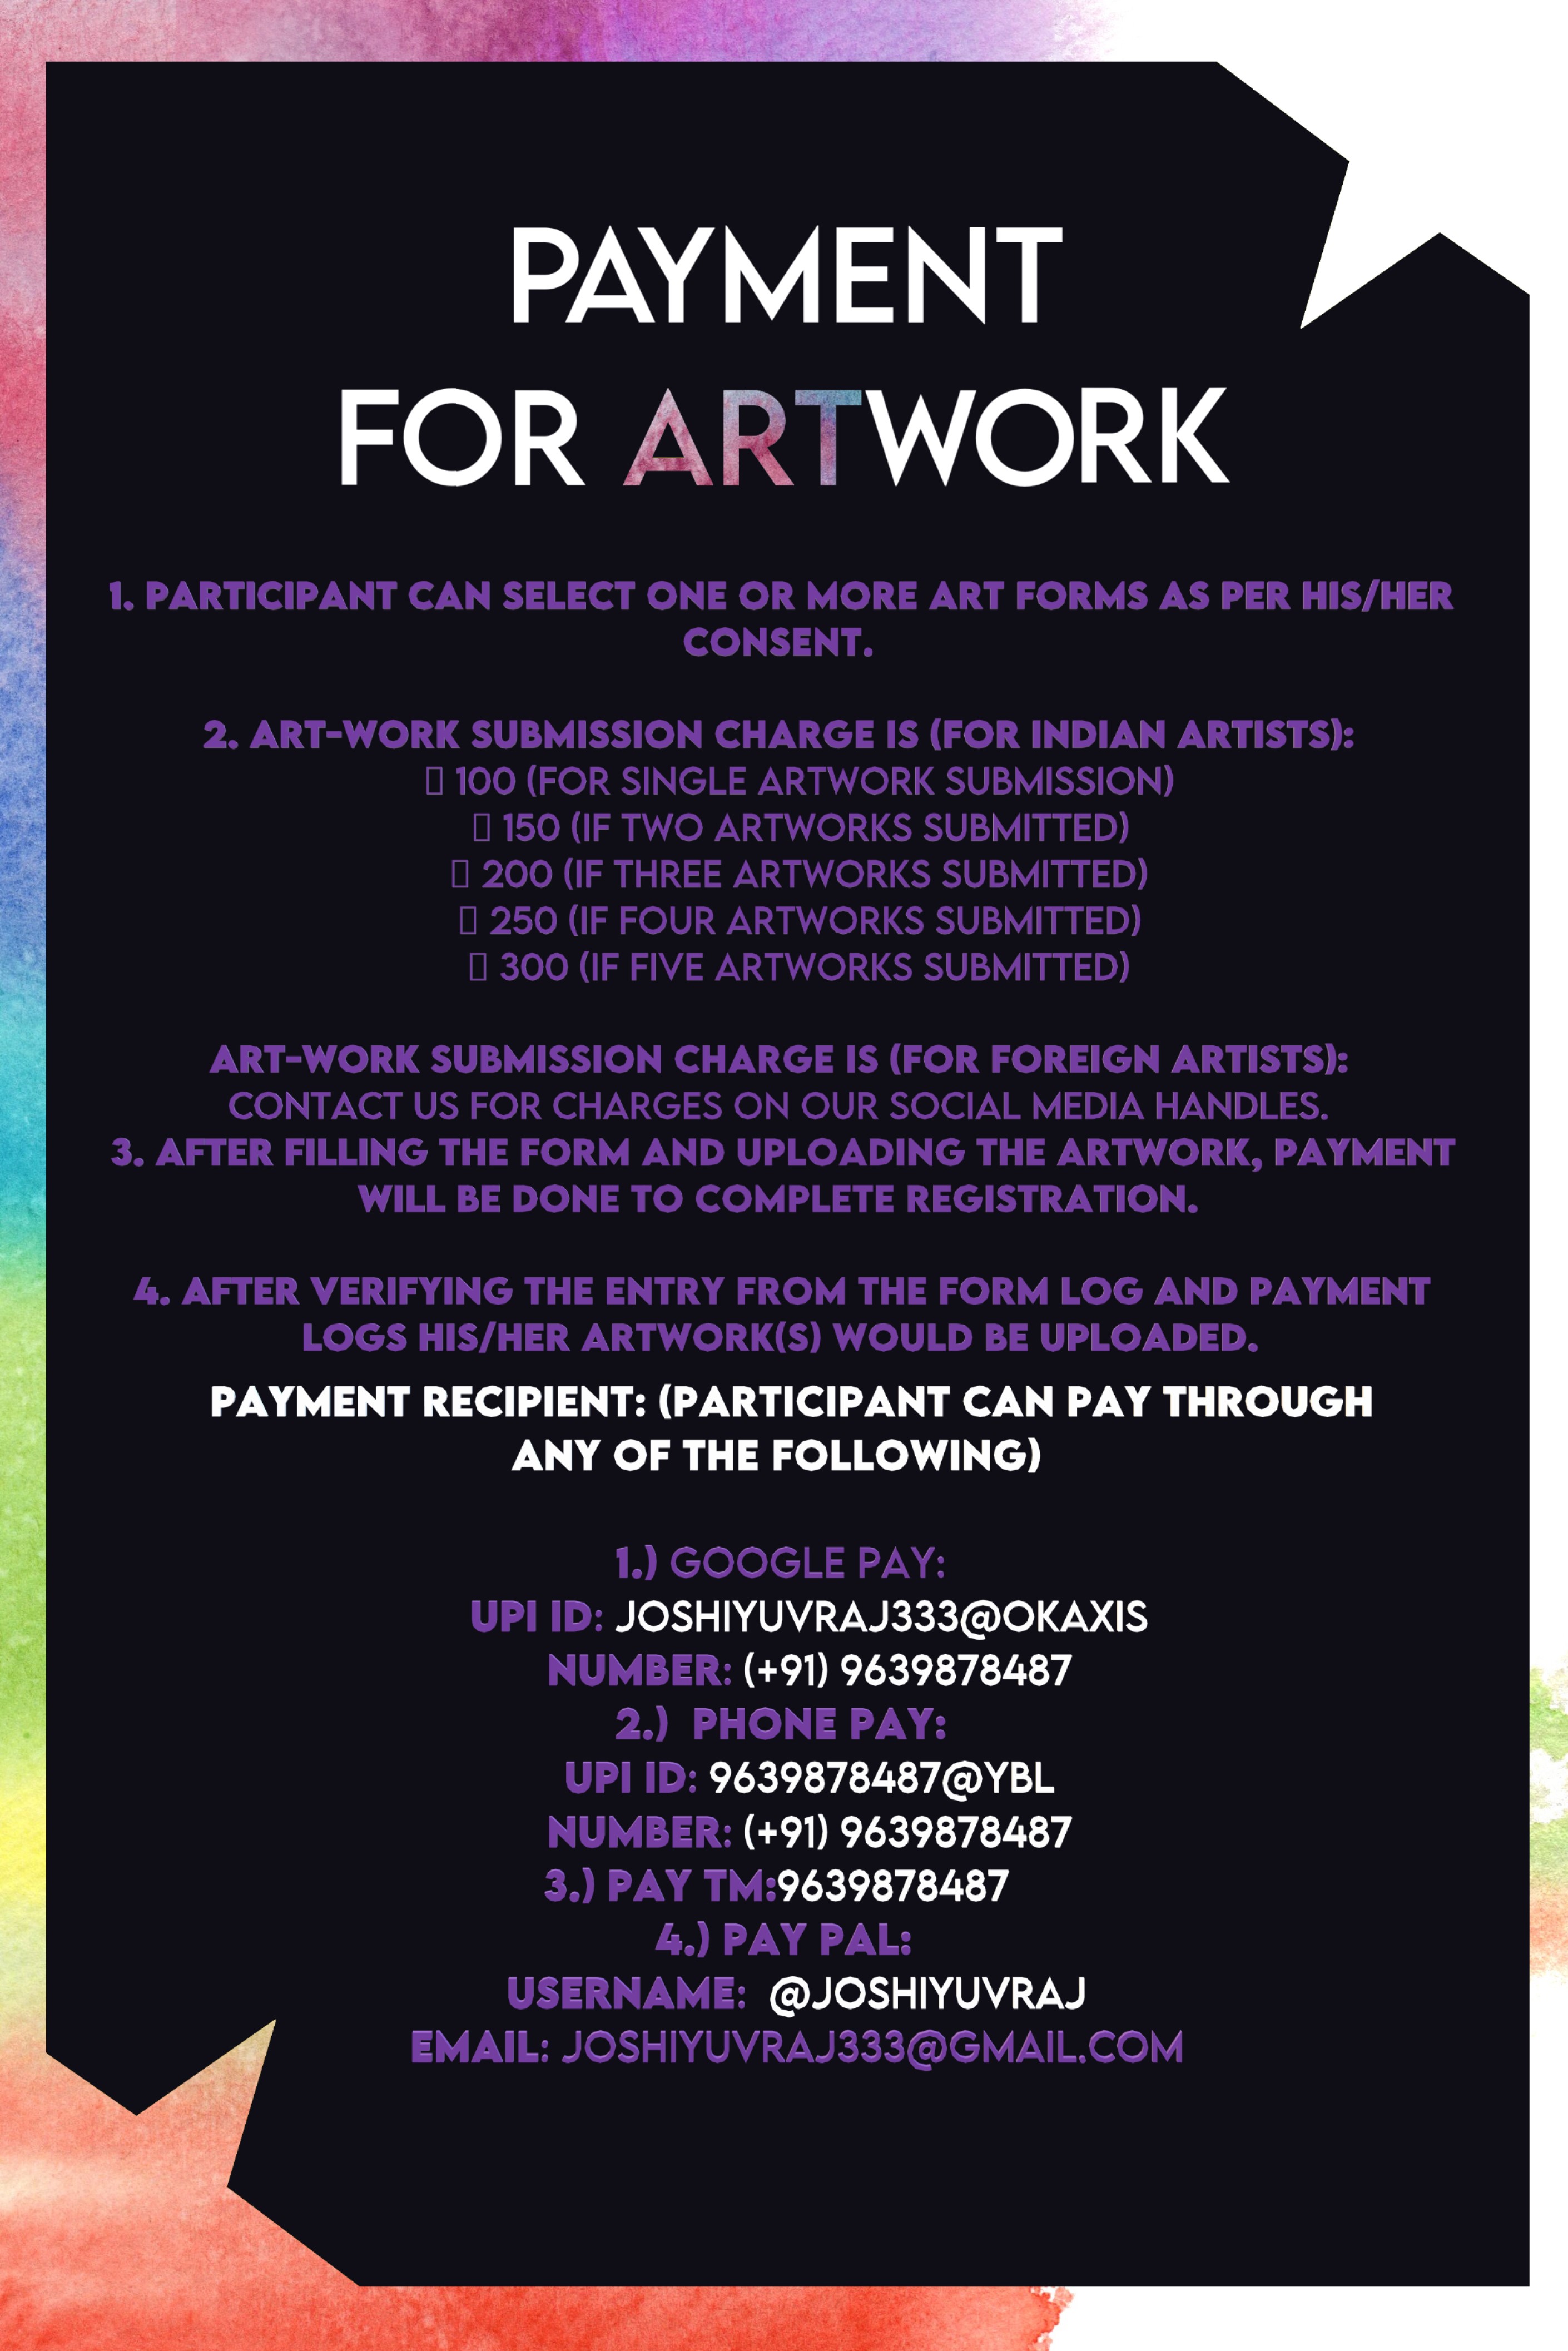 PAYMENT
FOR ARTWORK
1. PARTICIPANT CAN SELECT ONE OR MORE ART FORMS AS PER HIS/HER
CONSENT.
2. ART-WORK SUBMISSION CHARGE IS (FOR INDIAN ARTISTS):
▯ 100 (FOR SINGLE ARTWORK SUBMISSION)
▯ 150 (IF TWO ARTWORKS SUBMITTED)
▯ 200 (IF THREE ARTWORKS SUBMITTED)
▯ 250 (IF FOUR ARTWORKS SUBMITTED)
▯ 300 (IF FIVE ARTWORKS SUBMITTED)
ART-WORK SUBMISSION CHARGE IS (FOR FOREIGN ARTISTS):
CONTACT US FOR CHARGES ON OUR SOCIAL MEDIA HANDLES.
3. AFTER FILLING THE FORM AND UPLOADING THE ARTWORK, PAYMENT
WILL BE DONE TO COMPLETE REGISTRATION.
4. AFTER VERIFYING THE ENTRY FROM THE FORM LOG AND PAYMENT
LOGS HIS/HER ARTWORK(S) WOULD BE UPLOADED.
PAYMENT RECIPIENT: (PARTICIPANT CAN PAY THROUGH
ANY OF THE FOLLOWING)
1.) GOOGLE PAY:
UPI ID: JOSHIYUVRAJ333@OKAXIS
NUMBER: (+91) 9639878487
2.) PHONE PAY:
UPI ID: 9639878487@YBL
NUMBER: (+91) 9639878487
3.) PAY TM:9639878487
4.) PAY PAL:
USERNAME: @JOSHIYUVRAJ
EMAIL: JOSHIYUVRAJ333@GMAIL.COM